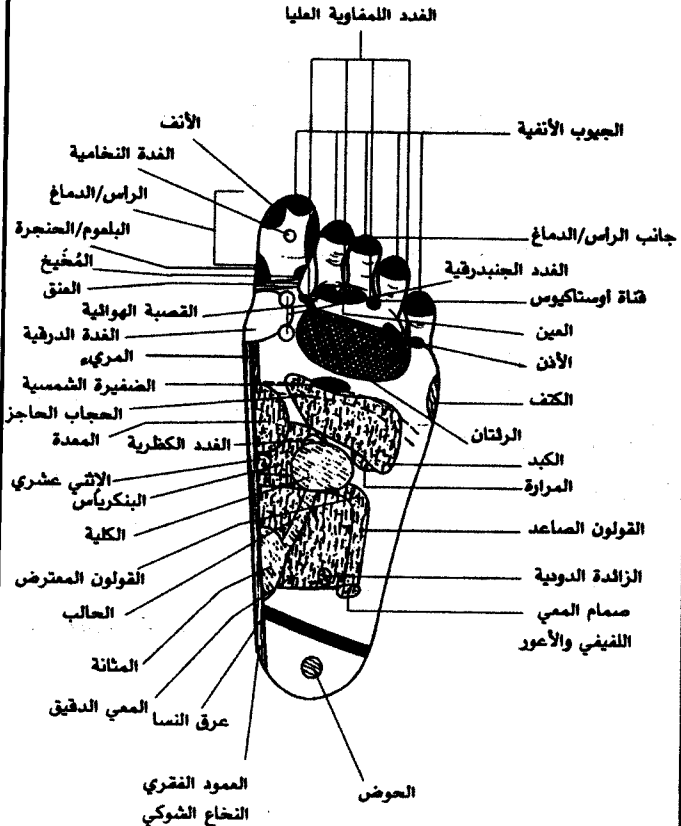 الغدد اللمفاوية العليا
الجيوب الأنفية
الأنف
الغدة النخامية
الرأس/الدماغ
البلعوم/الحنجرة
المُخَيخ
العنق
القصبة الهوائية
الغدة الدرقية
المريء
الضفيرة الشمسية
الحجاب الحاجز
المعدة
الغدد الكظرية
الإثني عشري
البنكرياس
الكلية
القولون المعترض
الحالب
المثانة
المعي الدقيق
عرق النسا
العمود الفقري
النخاع الشوكي
جانب الرأس/الدماغ
الغدد الجنبدرقية
قناة أوستاكيوس
العين
الأذن
الكتف
الرئتان
الكبد
المرارة
القولون الصاعد
الزائدة الدودية
صمام المعي
اللفيفي والأعور
الحوض